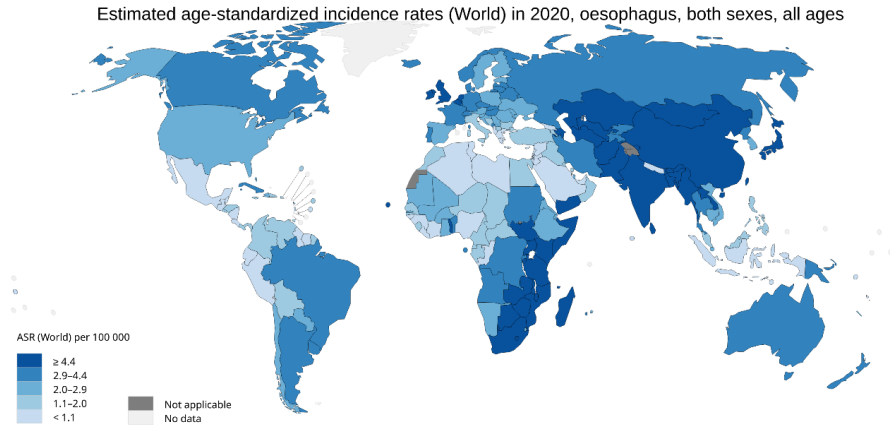 Estimated age-standardized incidence rates (World) in 2020, oesophagus, both sexes, all ages
ASR (World) per 100 000
≥ 4.4
2.9–4.4
2.0–2.9
1.1–2.0
< 1.1
Not applicable
No data